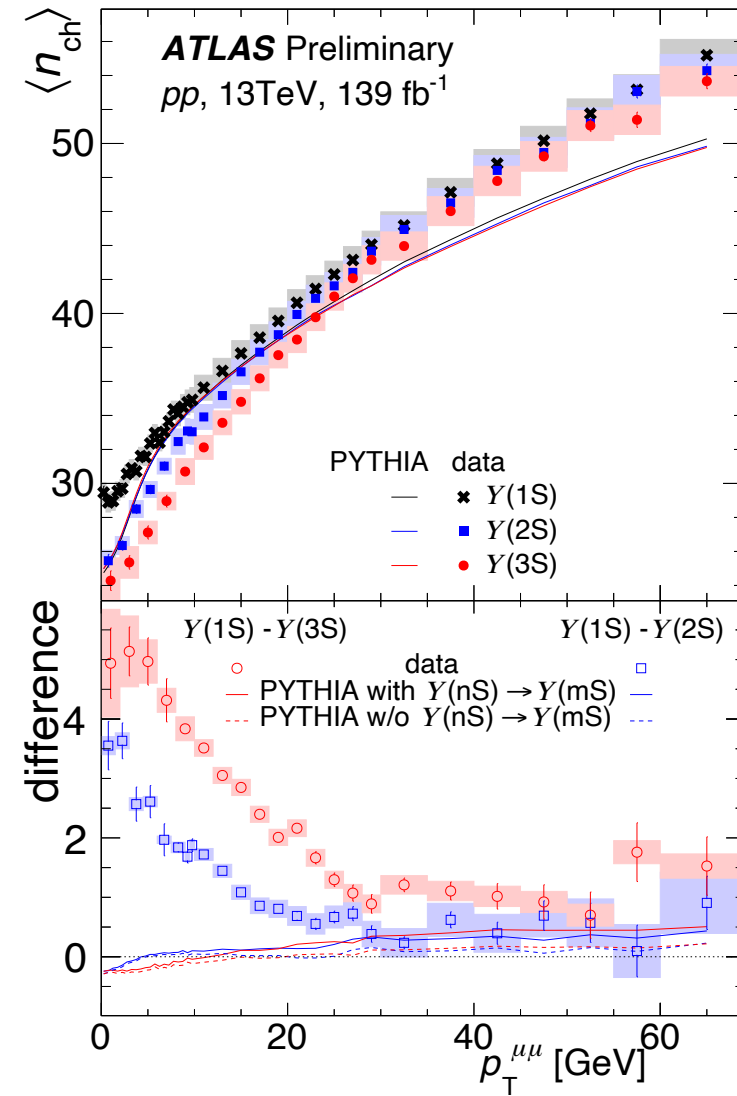 ⟨n_ch⟩
ATLAS Preliminary
pp, 13TeV, 139 fb⁻¹
50
40
30
PYTHIA data
ϒ(1S)
ϒ(2S)
ϒ(3S)
difference
ϒ(1S) - ϒ(3S) ϒ(1S) - ϒ(2S)
data
PYTHIA with ϒ(nS) → ϒ(mS)
PYTHIA w/o ϒ(nS) → ϒ(mS)
4
2
0
0 20 40 60
p_T^μμ [GeV]